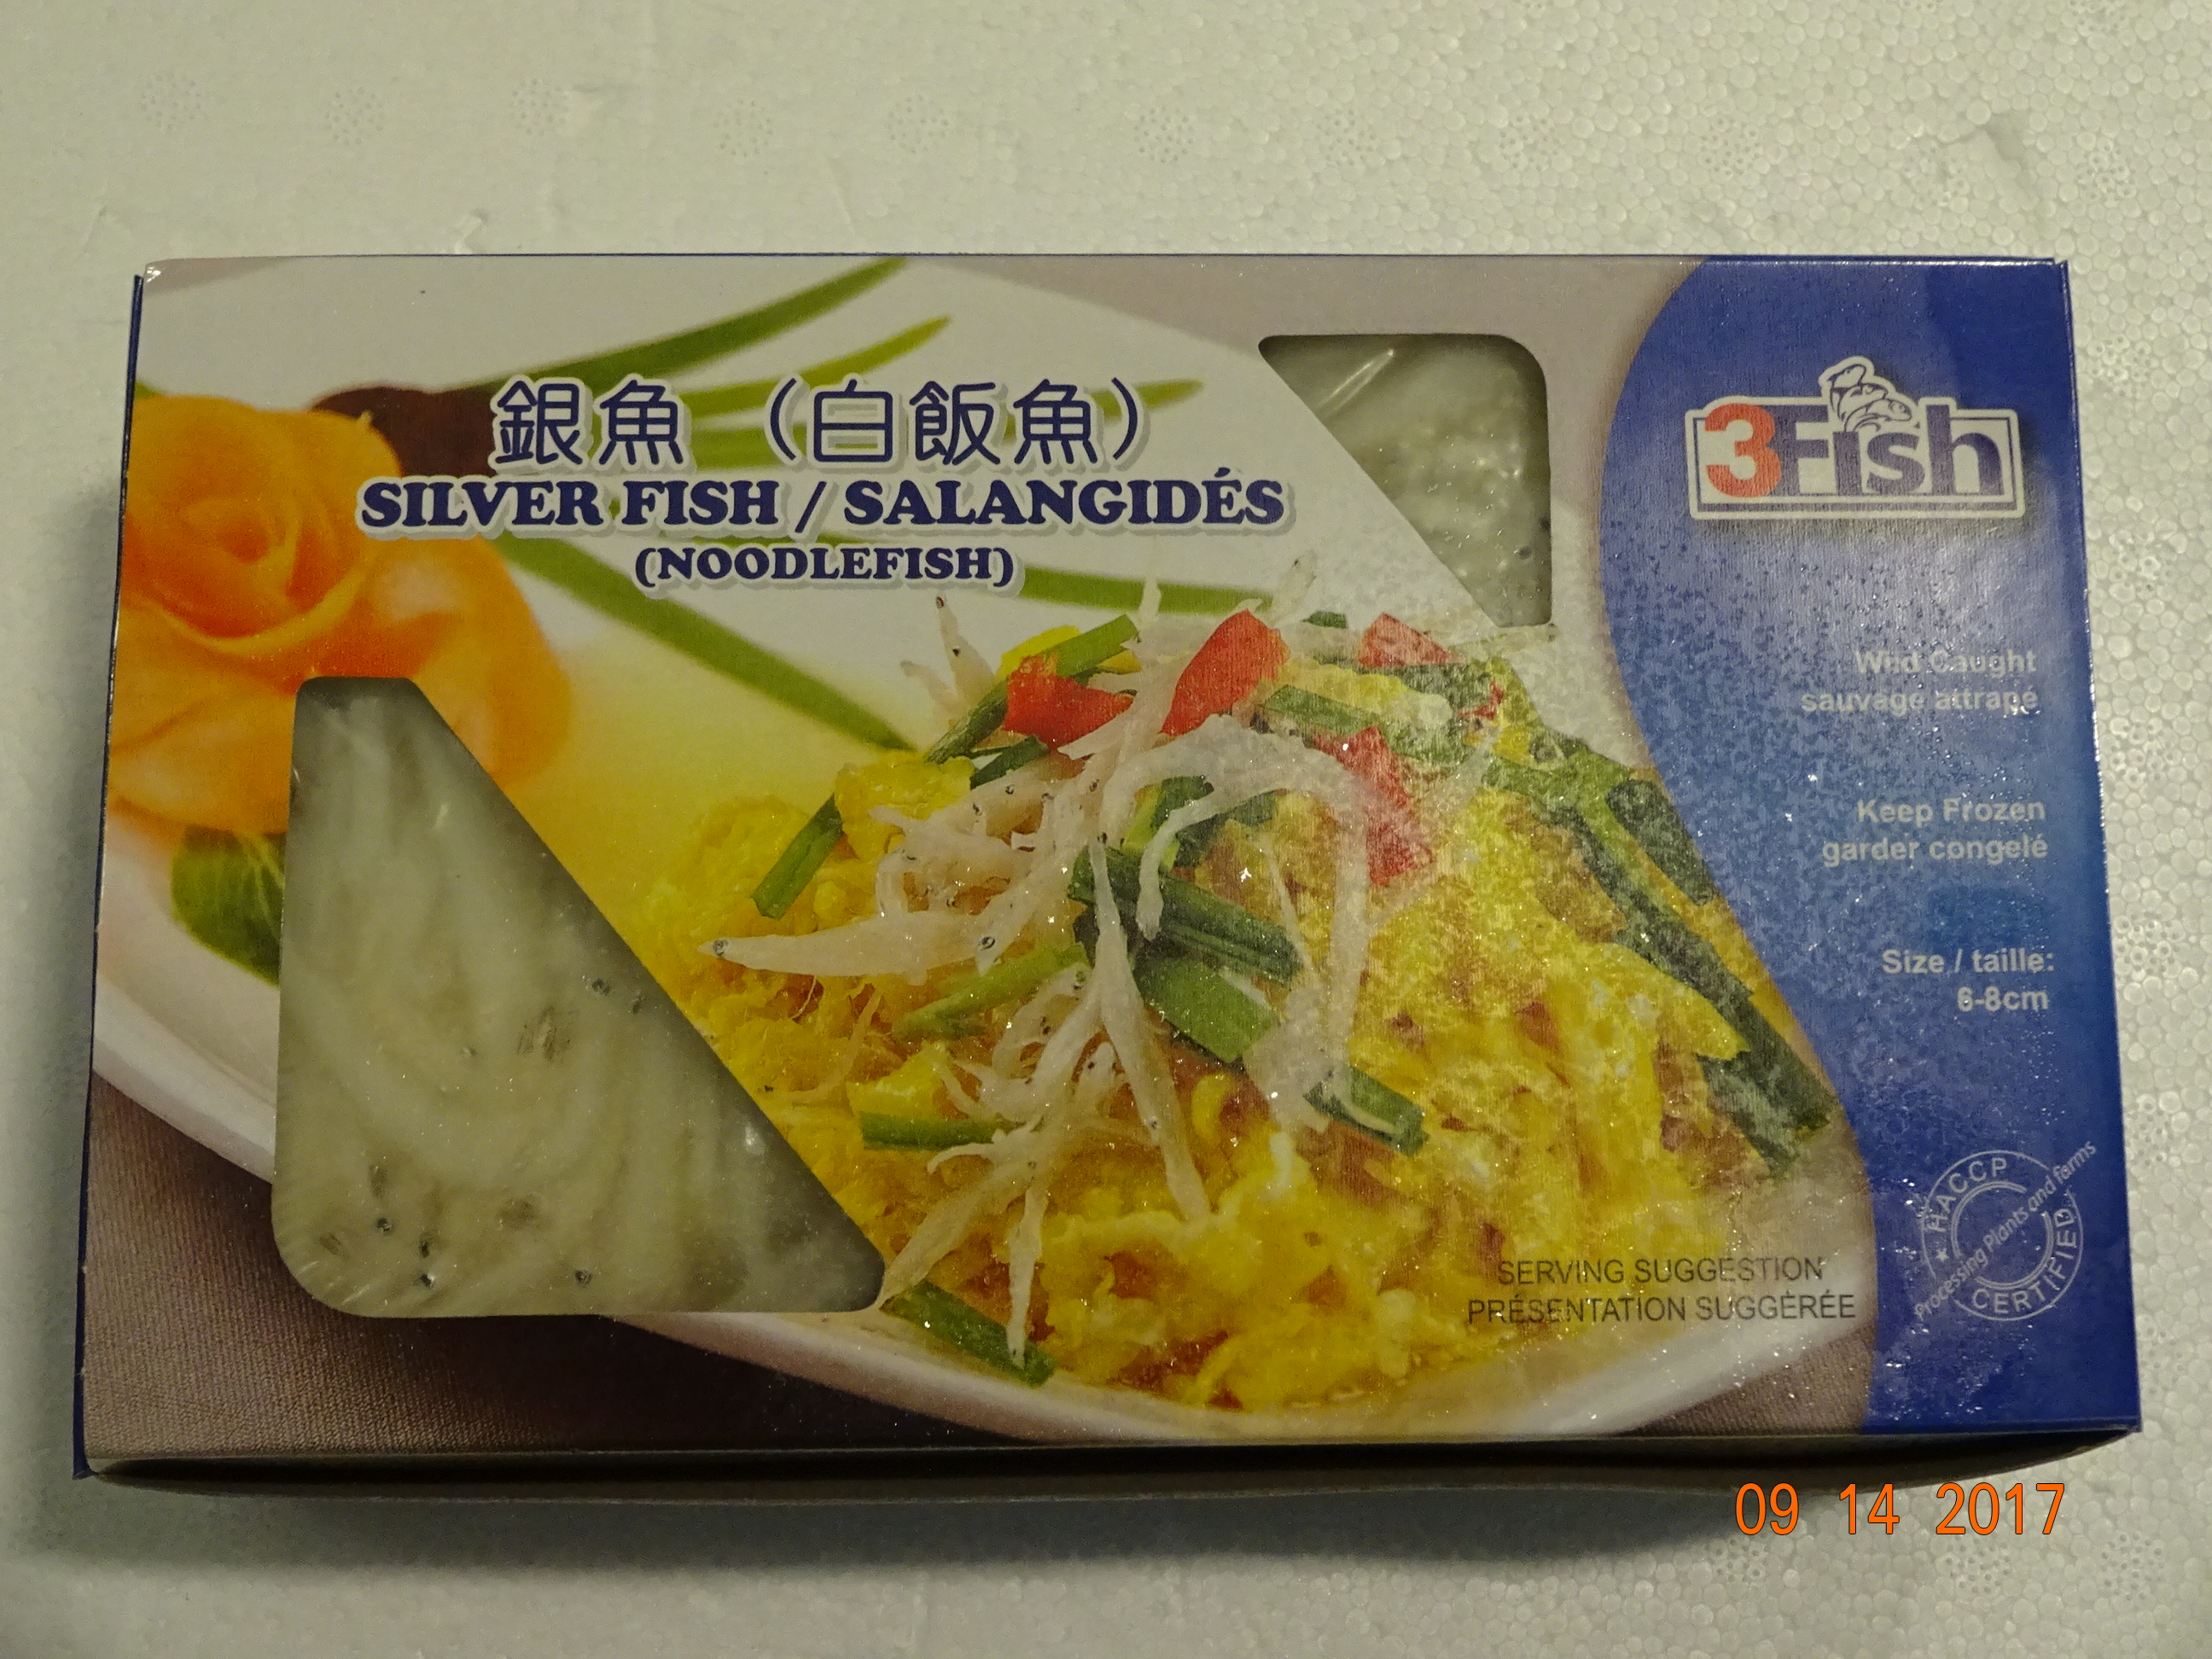 銀魚（白飯魚）
SILVER FISH / SALANGIDÉS
(NOODLEFISH)
3Fish
Wild Caught
sauvage attrapé
Keep Frozen
garder congelé
Size / taille:
6-8cm
HACCP
Processing Plants and farms
CERTIFIED
SERVING SUGGESTION
PRÉSENTATION SUGGÉRÉE
09 14 2017